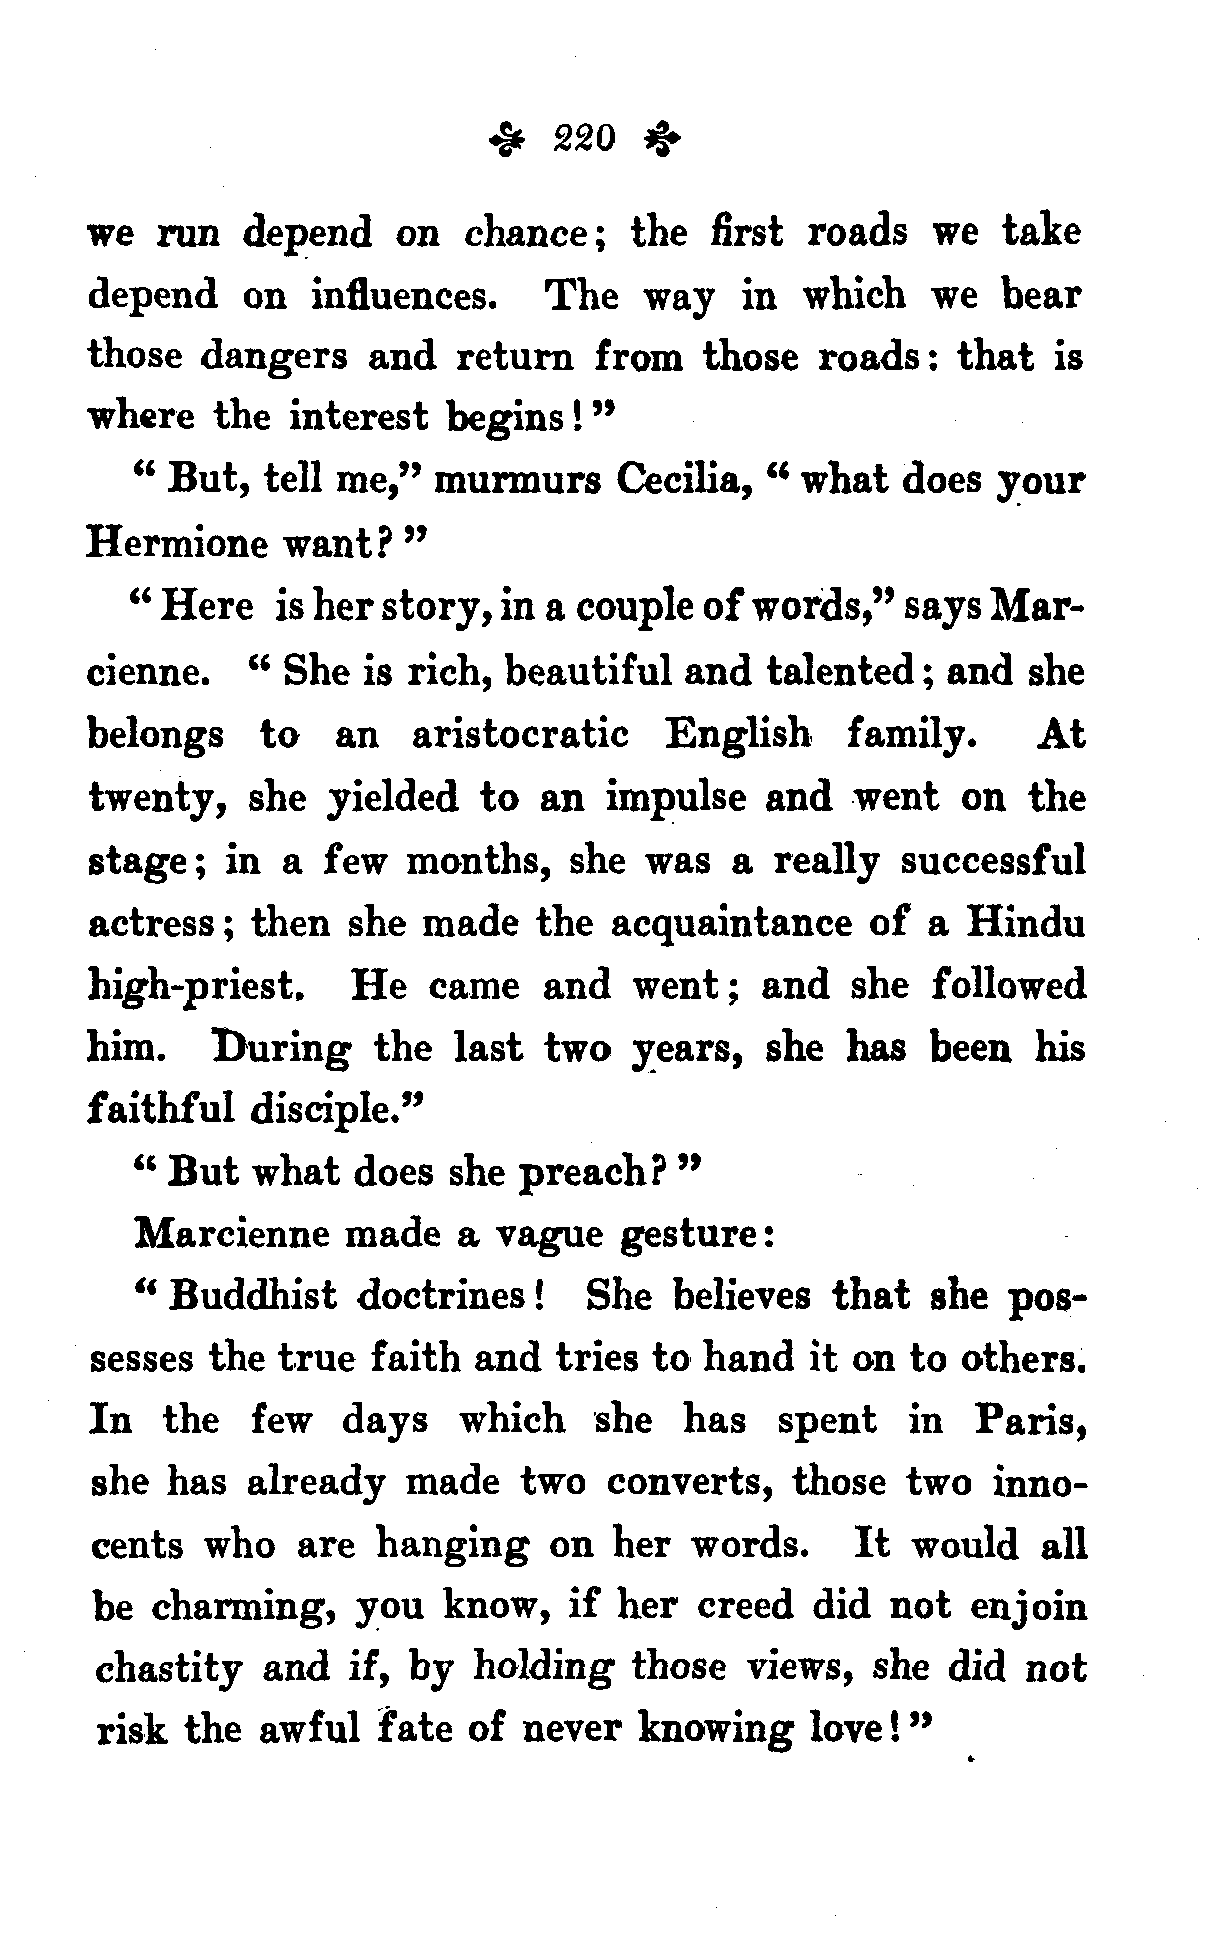 220
we run depend on chance; the first roads we take
depend on influences. The way in which we bear
those dangers and return from those roads: that is
where the interest begins!”
“But, tell me,” murmurs Cecilia, “what does your
Hermione want?”
“Here is her story, in a couple of words,” says Mar-
cienne. “She is rich, beautiful and talented; and she
belongs to an aristocratic English family. At
twenty, she yielded to an impulse and went on the
stage; in a few months, she was a really successful
actress; then she made the acquaintance of a Hindu
high-priest. He came and went; and she followed
him. During the last two years, she has been his
faithful disciple.”
“But what does she preach?”
Marcienne made a vague gesture:
“Buddhist doctrines! She believes that she pos-
sesses the true faith and tries to hand it on to others.
In the few days which she has spent in Paris,
she has already made two converts, those two inno-
cents who are hanging on her words. It would all
be charming, you know, if her creed did not enjoin
chastity and if, by holding those views, she did not
risk the awful fate of never knowing love!”